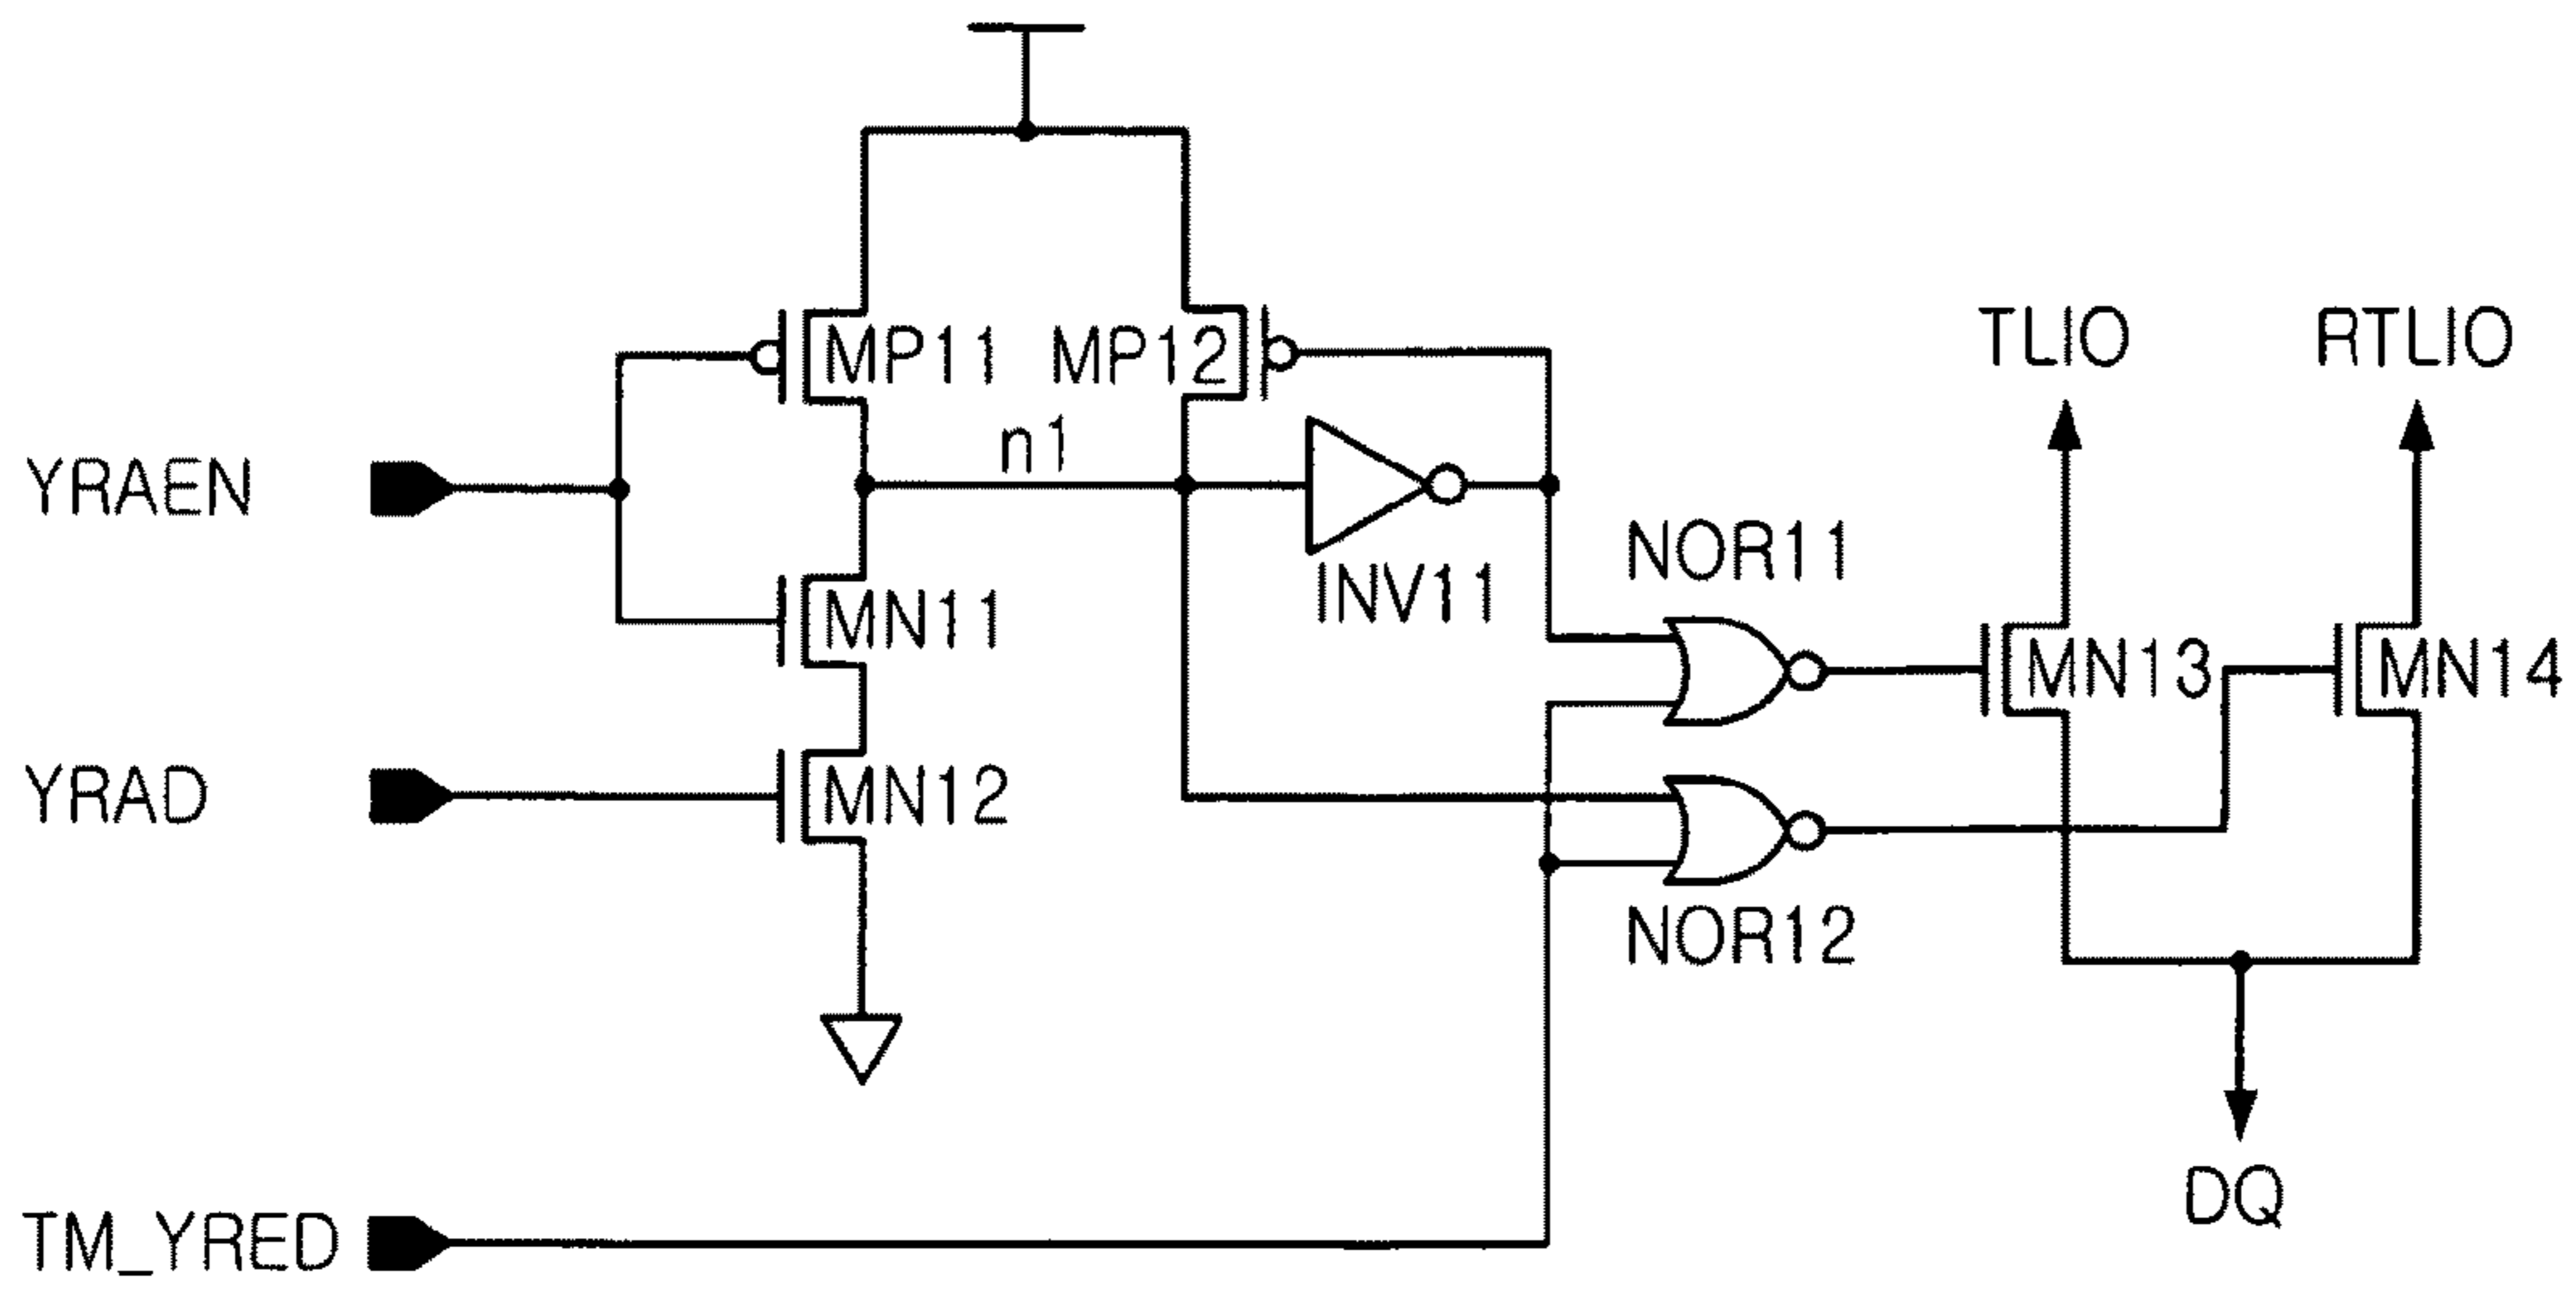 TLIO RTLIO
MP11 MP12
n1
YRAEN
NOR11
INV11
MN11
MN13 MN14
YRAD
MN12
NOR12
DQ
TM_YRED